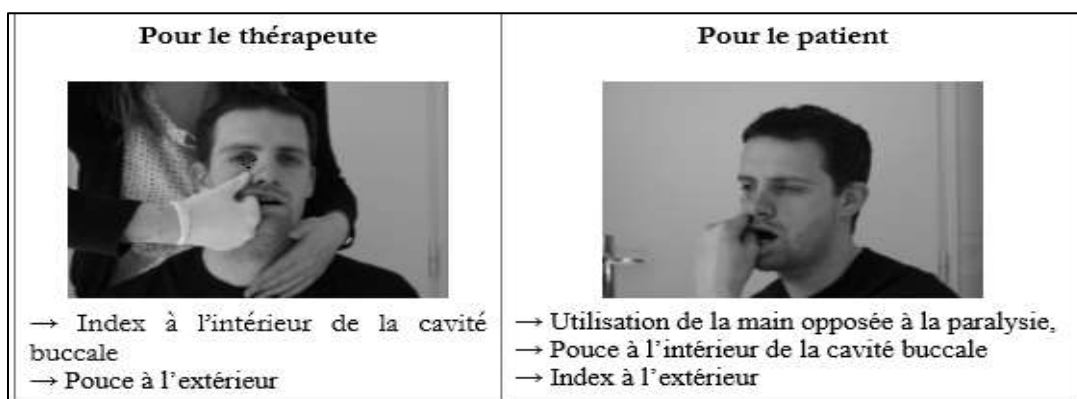 Pour le thérapeute
→ Index à l'intérieur de la cavité
buccale
→ Pouce à l'extérieur
Pour le patient
→ Utilisation de la main opposée à la paralysie,
→ Pouce à l'intérieur de la cavité buccale
→ Index à l'extérieur